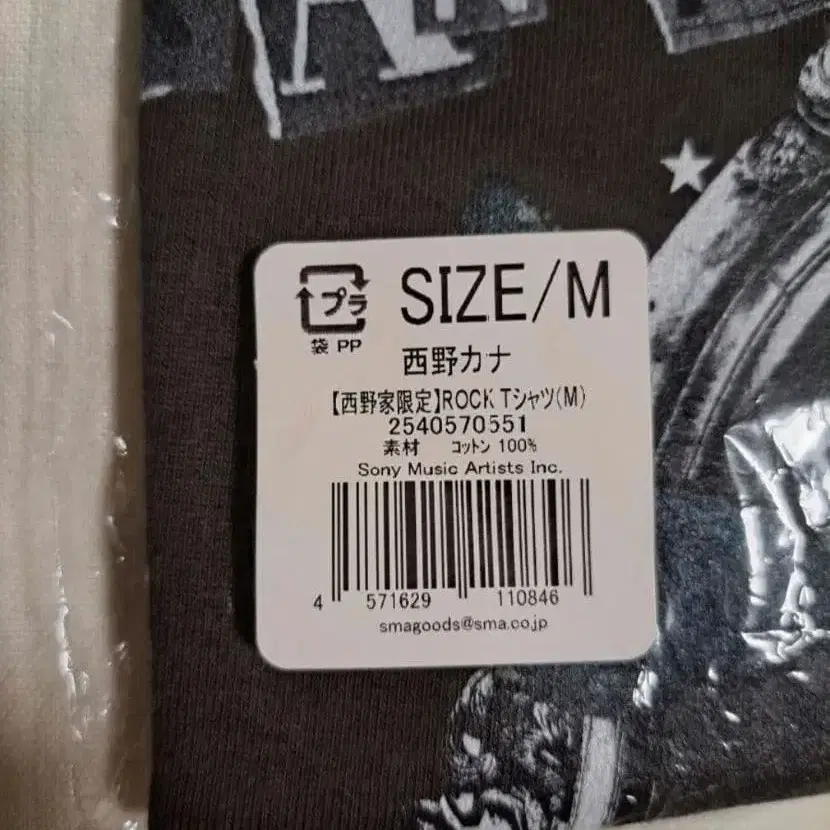 AN
プラ
SIZE/M
袋 PP
西野カナ
【西野家限定】ROCK Tシャツ(M)
2540570551
素材 コットン 100%
Sony Music Artists Inc.
4 571629 110846
smagoods@sma.co.jp